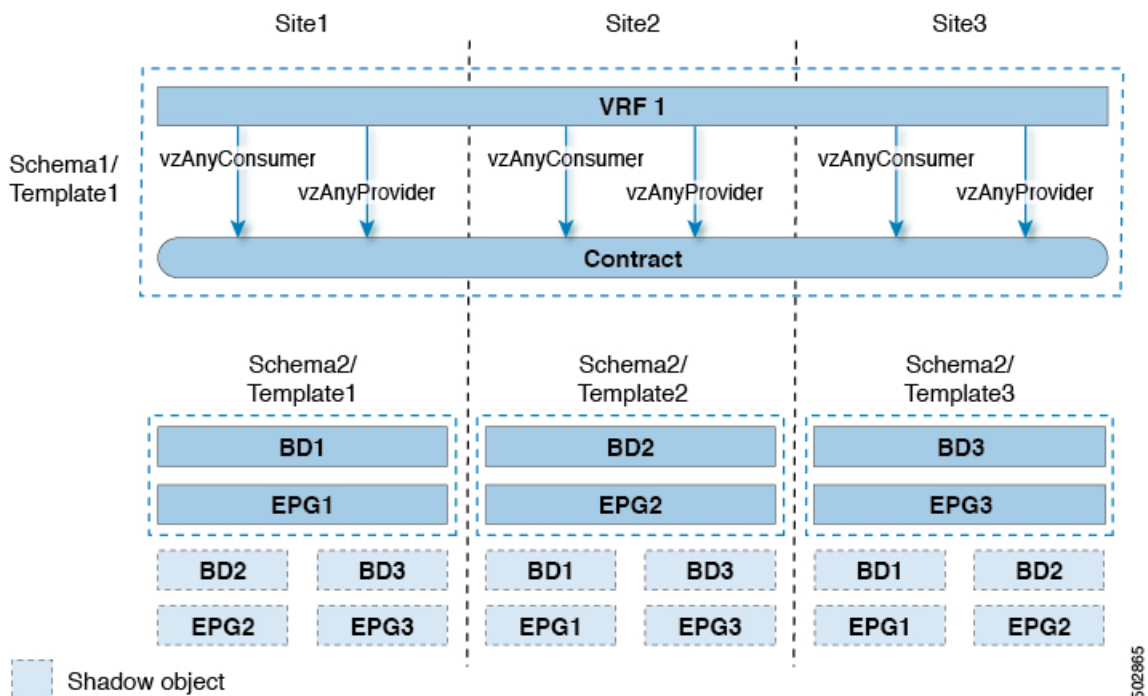 Site1
Site2
Site3
VRF 1
Schema1/
Template1
vzAnyConsumer
vzAnyProvider
vzAnyConsumer
vzAnyProvider
vzAnyConsumer
vzAnyProvider
Contract
Schema2/
Template1
Schema2/
Template2
Schema2/
Template3
BD1
BD2
BD3
EPG1
EPG2
EPG3
BD2
BD3
BD1
BD3
BD1
BD2
EPG2
EPG3
EPG1
EPG3
EPG1
EPG2
Shadow object
502865